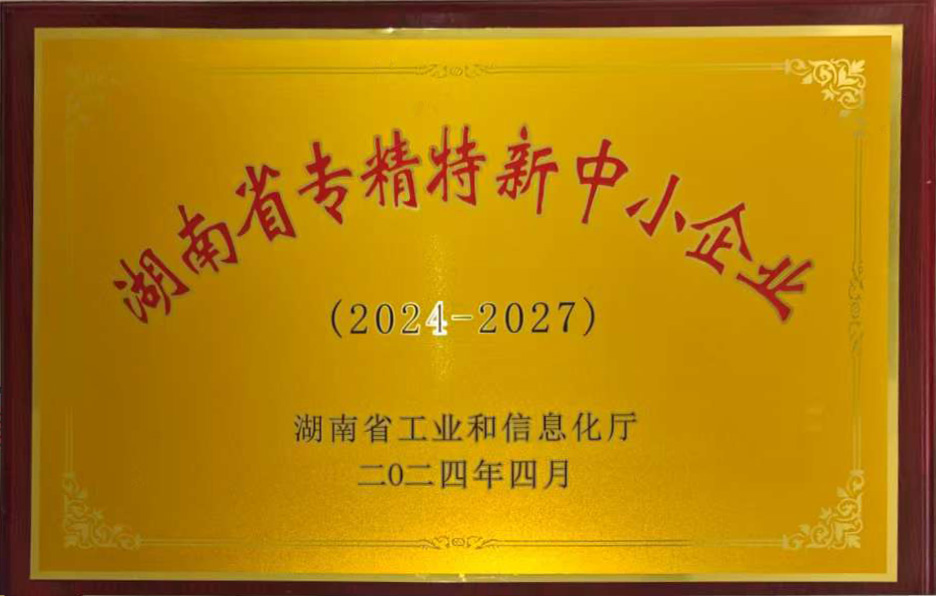 湖南省专精特新中小企业
(2024-2027)
湖南省工业和信息化厅
二0二四年四月